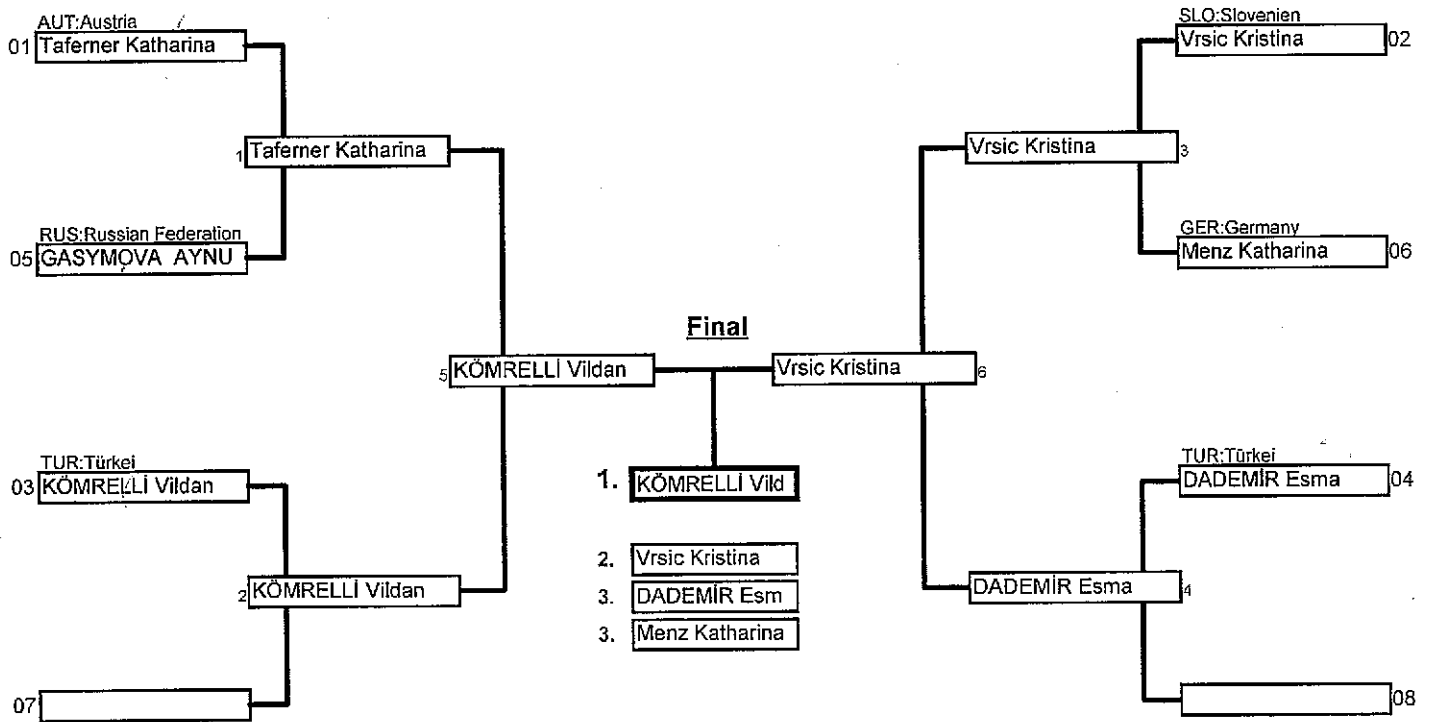 AUT:Austria
01 Taferner Katharina
1 Taferner Katharina
RUS:Russian Federation
05 GASYMOVA AYNU
5 KÖMRELLİ Vildan
TUR:Türkei
03 KÖMRELLİ Vildan
2 KÖMRELLİ Vildan
07
Final
1. KÖMRELLİ Vild
2. Vrsic Kristina
3. DADEMİR Esm
3. Menz Katharina
SLO:Slovenien
Vrsic Kristina 02
Vrsic Kristina 3
GER:Germany
Menz Katharina 06
Vrsic Kristina 6
TUR:Türkei
DADEMİR Esma 04
DADEMİR Esma 4
08